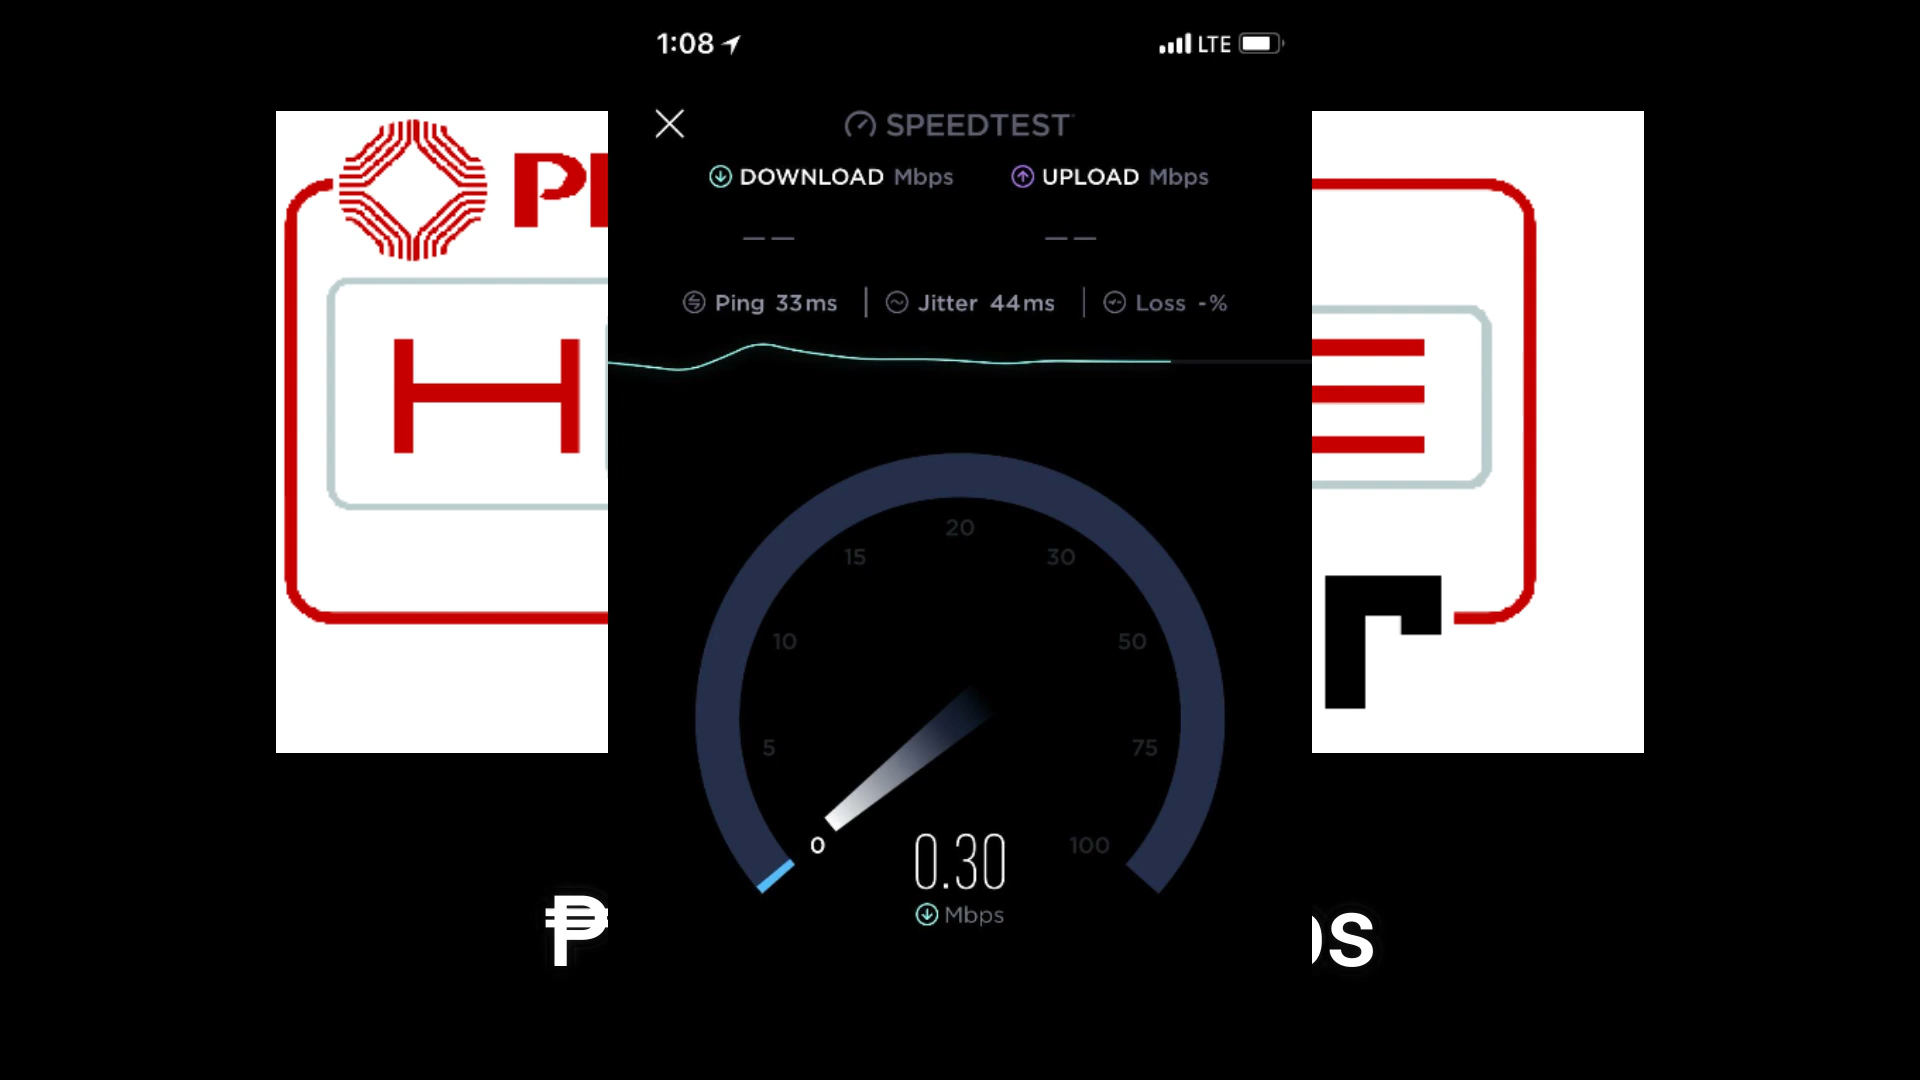 1:08 LTE
SPEEDTEST
DOWNLOAD Mbps UPLOAD Mbps
— — — —
Ping 33ms Jitter 44ms Loss -%
20
15 30
10 50
5 75
0 100
0.30
Mbps